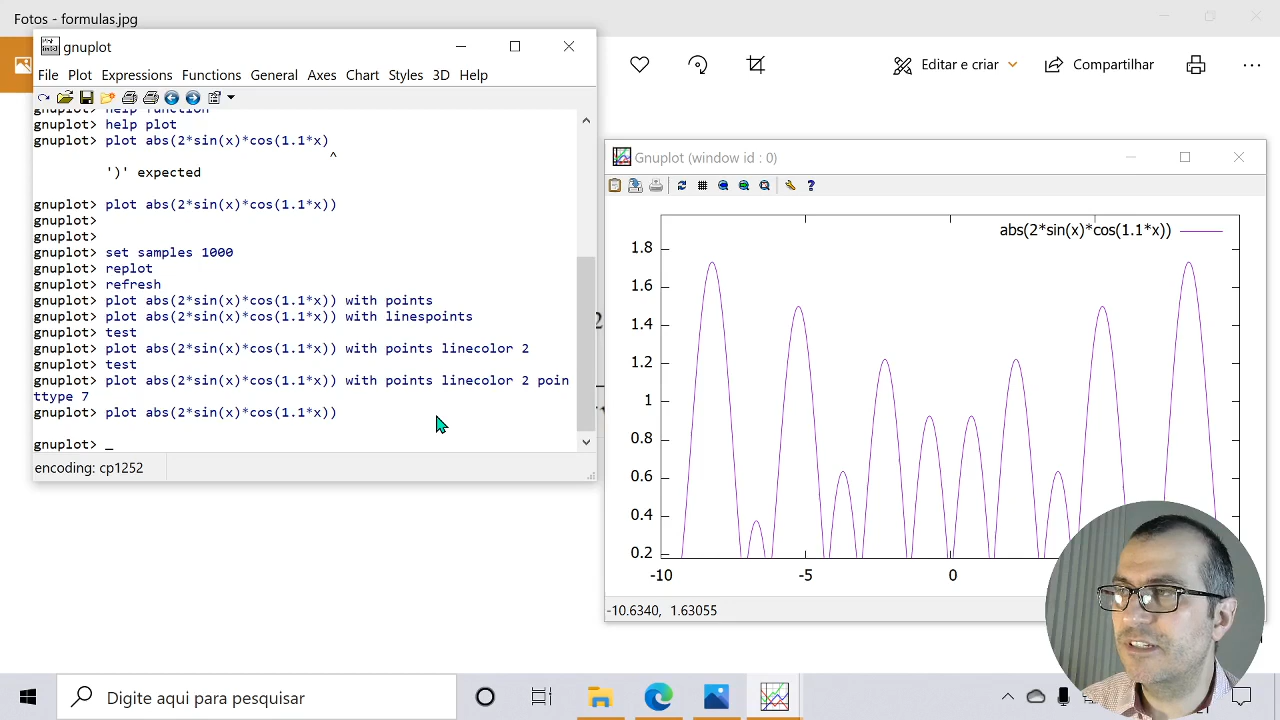 Fotos - formulas.jpg
gnuplot
File Plot Expressions Functions General Axes Chart Styles 3D Help
Editar e criar
Compartilhar
gnuplot> help function
gnuplot> help plot
gnuplot> plot abs(2*sin(x)*cos(1.1*x)
^
')' expected
gnuplot> plot abs(2*sin(x)*cos(1.1*x))
gnuplot>
gnuplot>
gnuplot> set samples 1000
gnuplot> replot
gnuplot> refresh
gnuplot> plot abs(2*sin(x)*cos(1.1*x)) with points
gnuplot> plot abs(2*sin(x)*cos(1.1*x)) with linespoints
gnuplot> test
gnuplot> plot abs(2*sin(x)*cos(1.1*x)) with points linecolor 2
gnuplot> test
gnuplot> plot abs(2*sin(x)*cos(1.1*x)) with points linecolor 2 poin
ttype 7
gnuplot> plot abs(2*sin(x)*cos(1.1*x))
gnuplot> _
encoding: cp1252
Gnuplot (window id : 0)
abs(2*sin(x)*cos(1.1*x))
1.8
1.6
1.4
1.2
1
0.8
0.6
0.4
0.2
-10 -5 0
-10.6340, 1.63055
Digite aqui para pesquisar